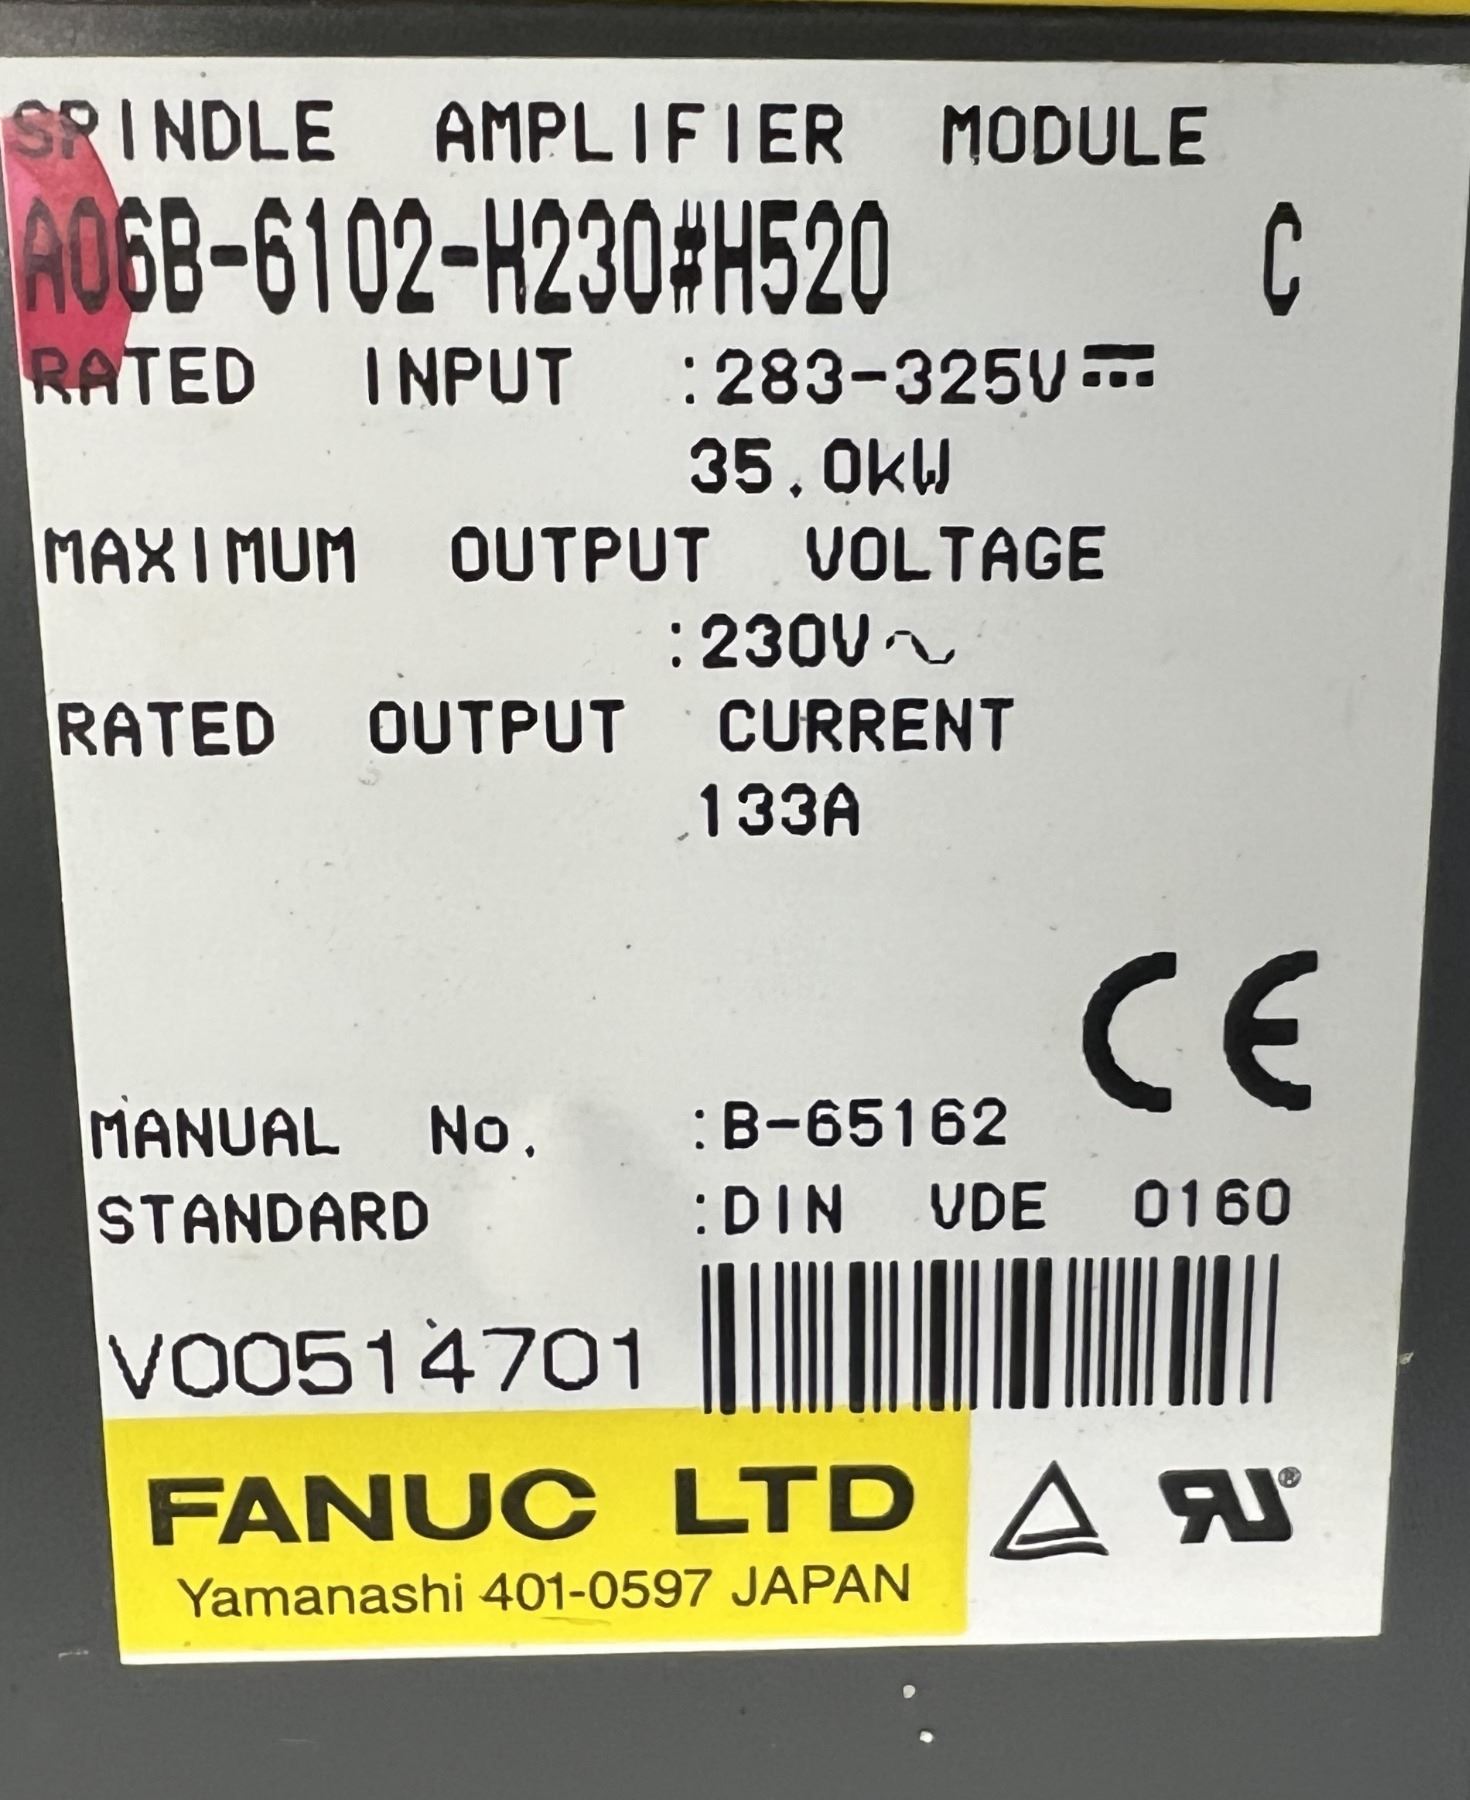 SPINDLE AMPLIFIER MODULE
A06B-6102-H230#H520 C
RATED INPUT :283-325V⎓
35.0kW
MAXIMUM OUTPUT VOLTAGE
:230V∿
RATED OUTPUT CURRENT
133A
CE
MANUAL No. :B-65162
STANDARD :DIN VDE 0160
V00514701
FANUC LTD
Yamanashi 401-0597 JAPAN
RU®